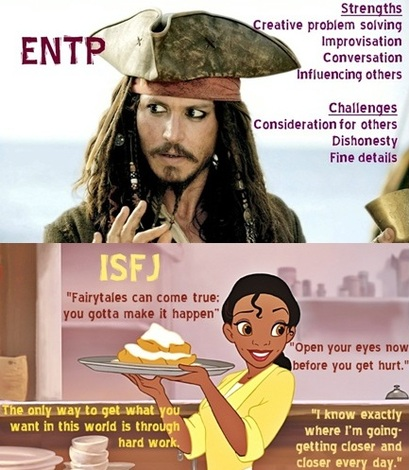 ENTP
Strengths
Creative problem solving
Improvisation
Conversation
Influencing others
Challenges
Consideration for others
Dishonesty
Fine details
ISFJ
"Fairytales can come true:
you gotta make it happen"
"Open your eyes now
before you get hurt."
The only way to get what you
want in this world is through
hard work.
"I know exactly
where I'm going-
getting closer and
closer every day."